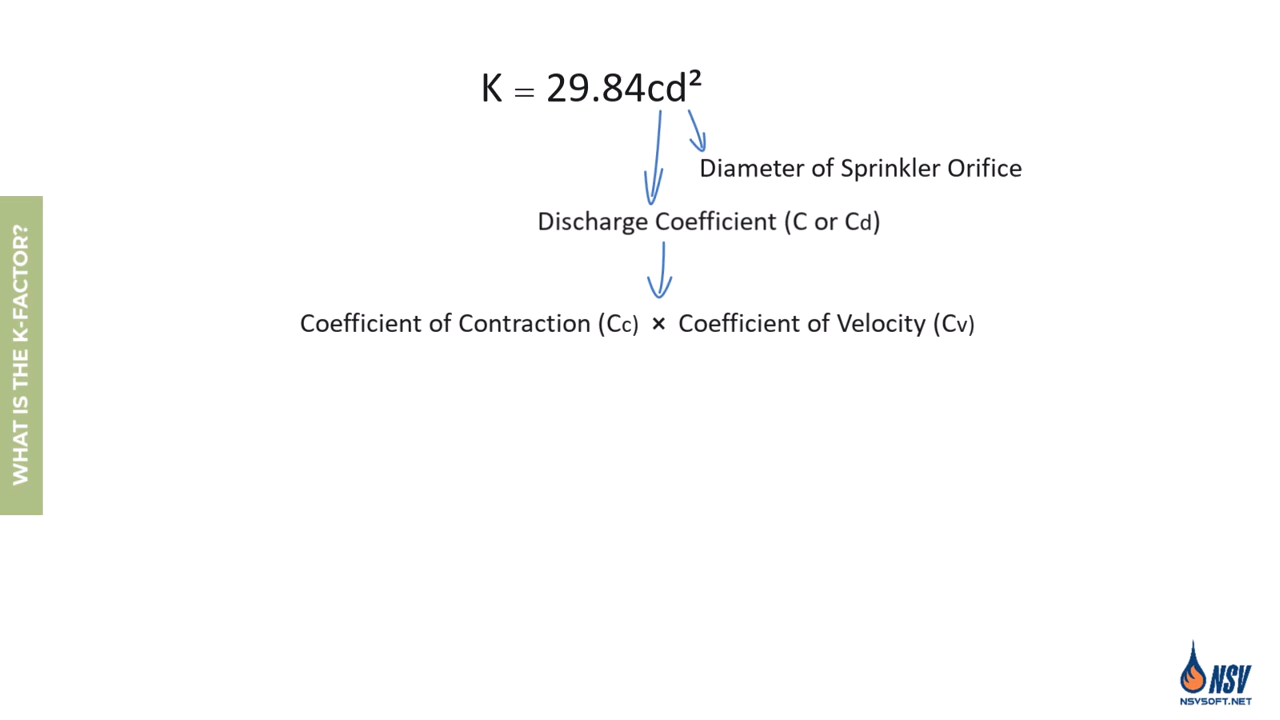 K = 29.84cd²
Diameter of Sprinkler Orifice
Discharge Coefficient (C or Cd)
Coefficient of Contraction (Cc) × Coefficient of Velocity (Cv)
WHAT IS THE K-FACTOR?
NSV
NSVSOFT.NET